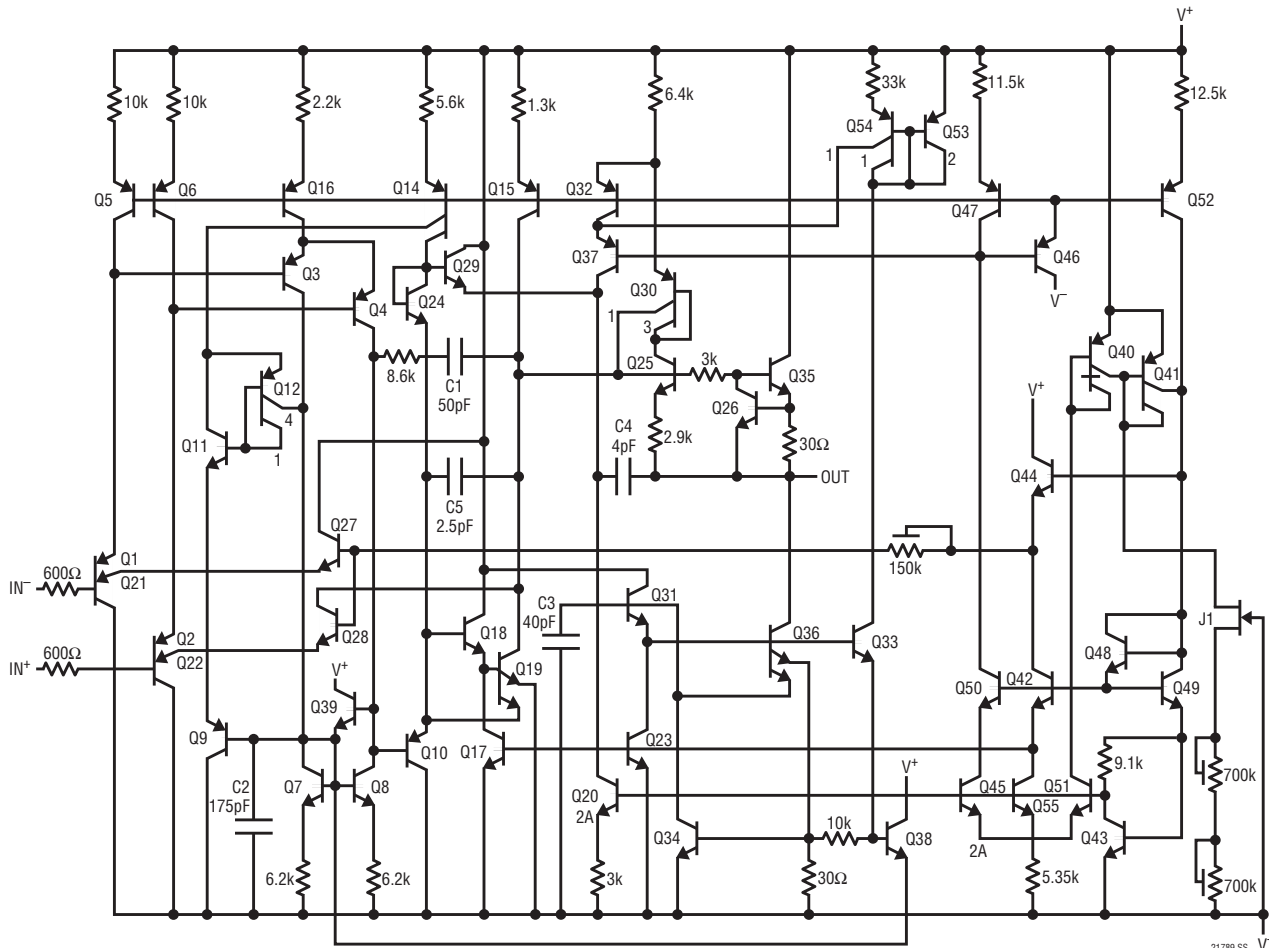 V+
10k
10k
2.2k
5.6k
1.3k
6.4k
33k
11.5k
12.5k
Q54
Q53
1
1
2
Q5
Q6
Q16
Q14
Q15
Q32
Q47
Q52
Q3
Q29
Q37
Q46
V−
Q4
Q24
Q30
1
3
Q12
4
1
Q11
8.6k
C1
50pF
Q25
3k
Q35
Q26
Q40
Q41
V+
C4
4pF
2.9k
30Ω
OUT
Q44
C5
2.5pF
Q27
150k
IN−
600Ω
Q1
Q21
Q28
C3
40pF
Q31
J1
IN+
600Ω
Q2
Q22
Q18
Q36
Q33
Q48
V+
Q39
Q19
Q50
Q42
Q49
Q9
Q10
Q17
Q23
V+
9.1k
700k
C2
175pF
Q7
Q8
Q20
2A
Q45
Q55
Q51
Q34
10k
Q38
2A
Q43
6.2k
6.2k
3k
30Ω
5.35k
700k
21789 SS
V−